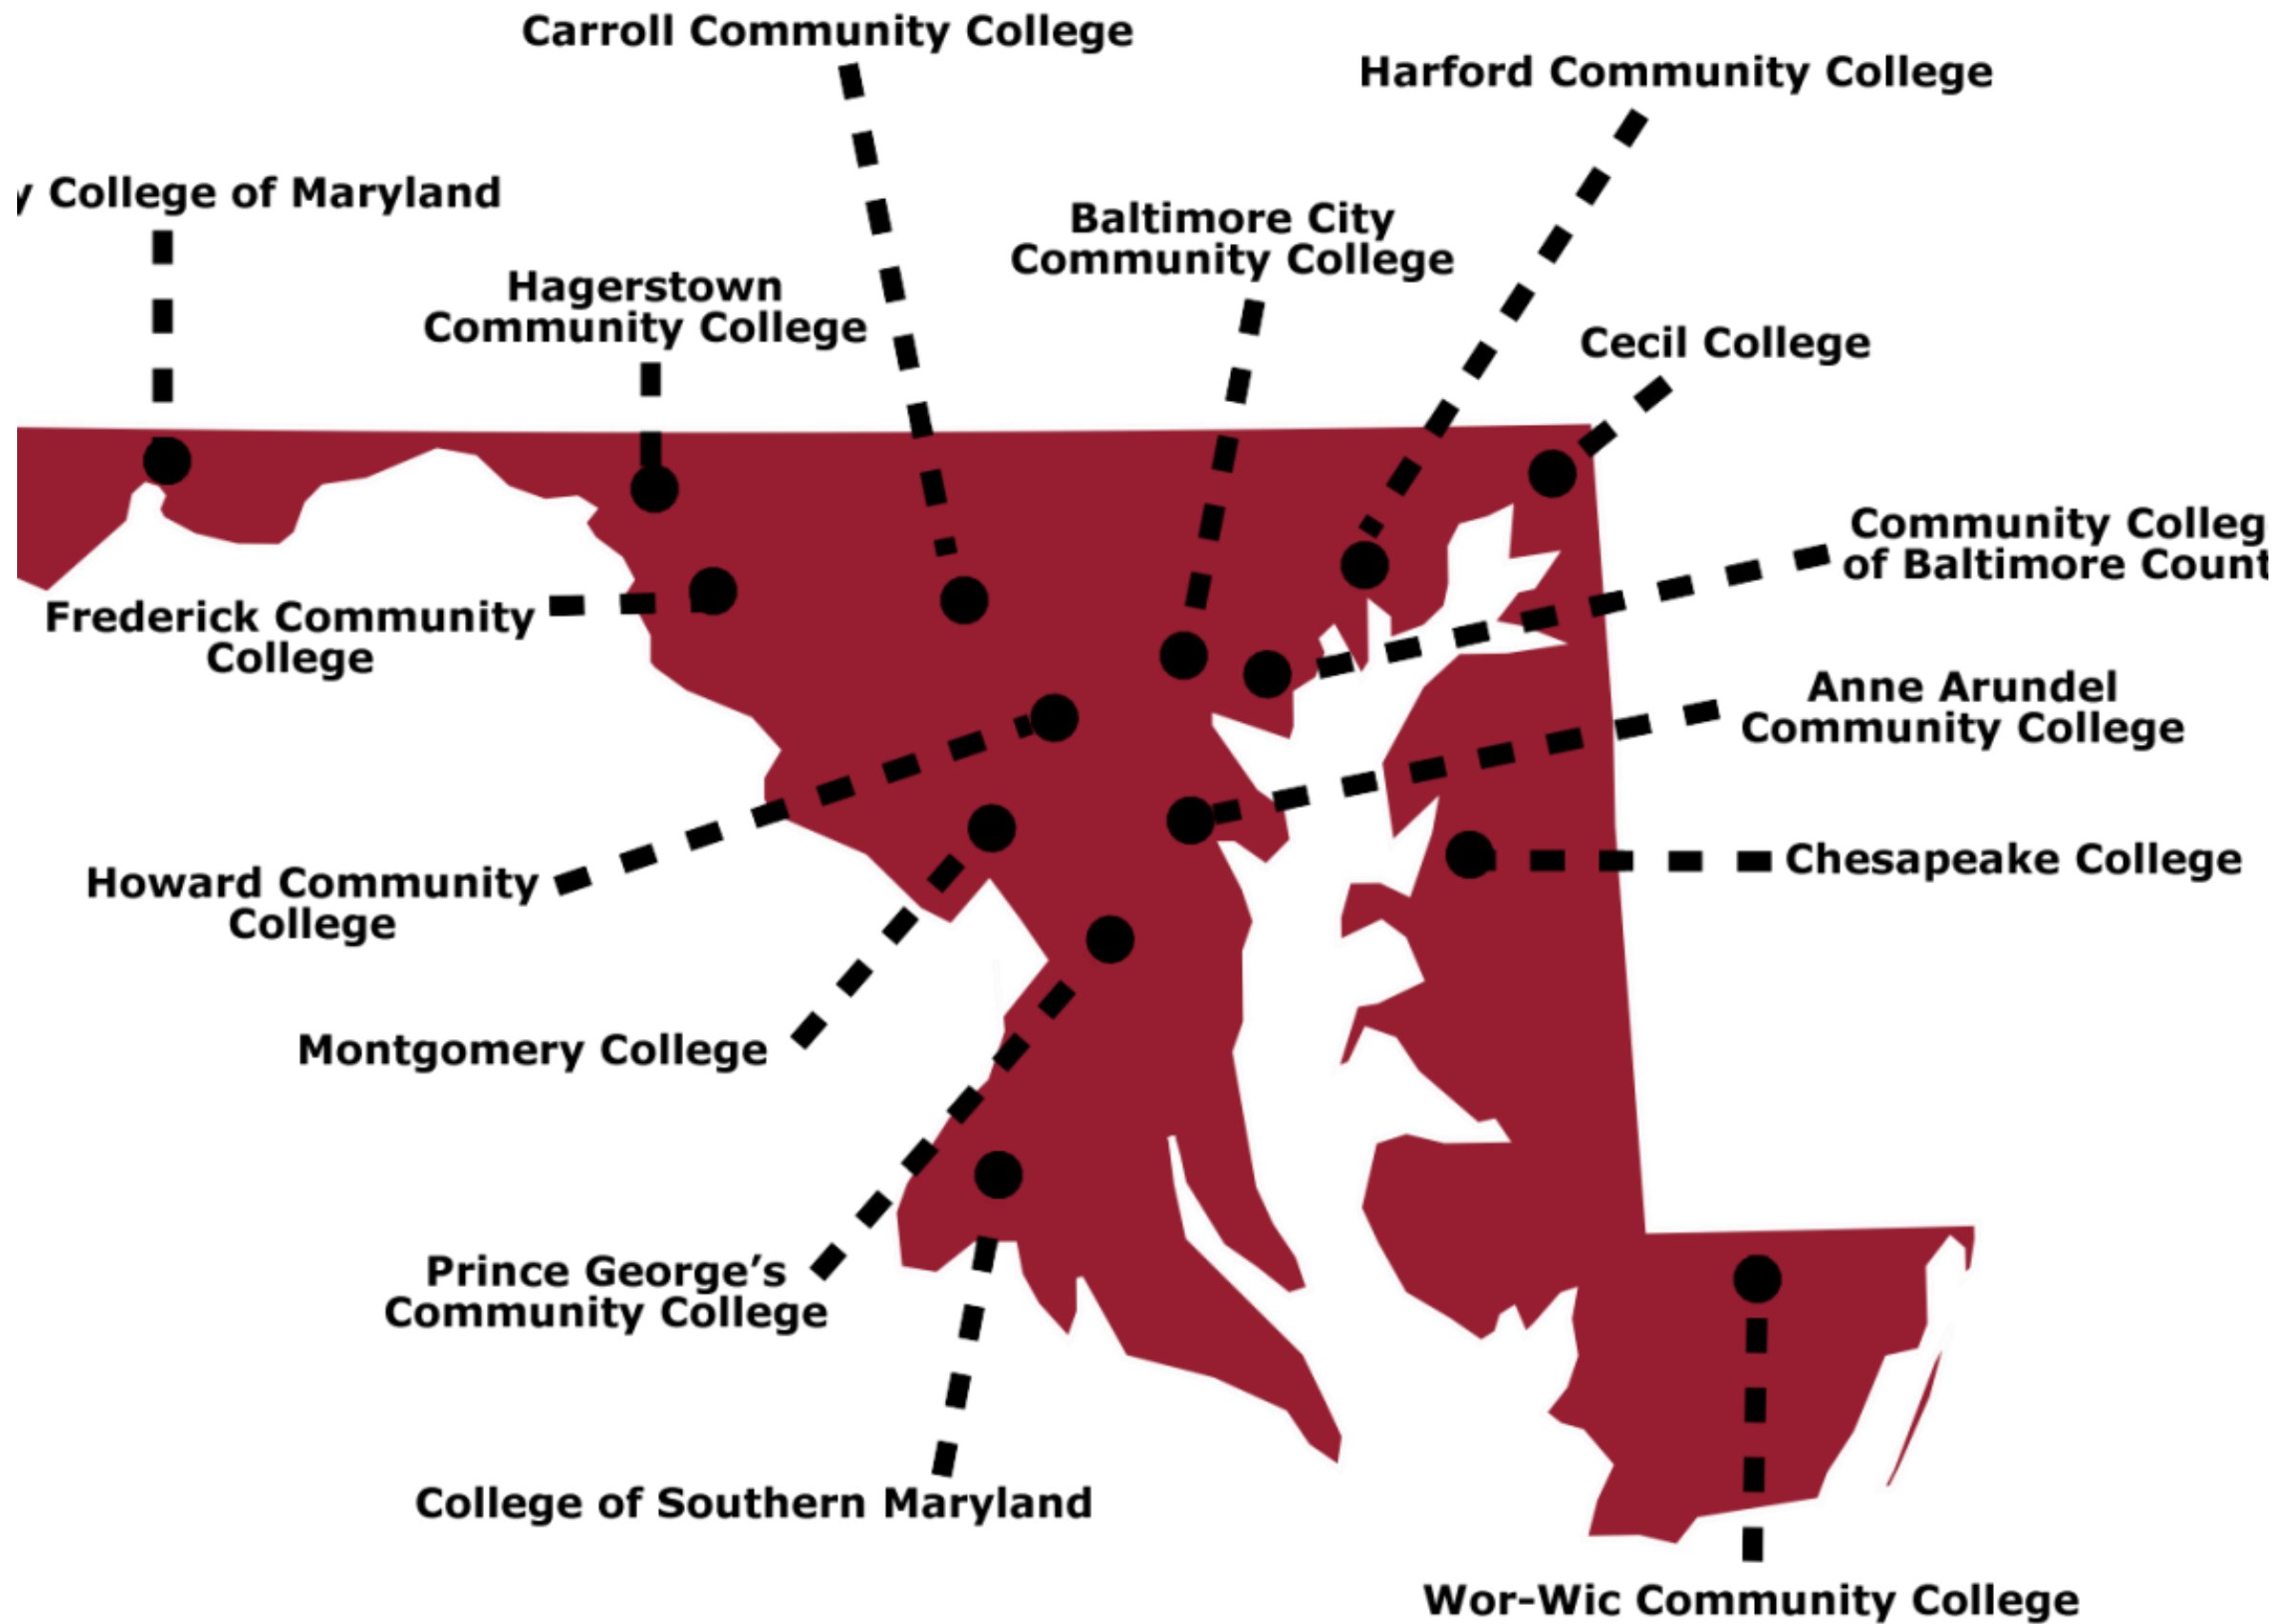 Carroll Community College
Harford Community College
y College of Maryland
Baltimore City
Community College
Hagerstown
Community College
Cecil College
Community Colleg
of Baltimore Count
Frederick Community
College
Anne Arundel
Community College
Chesapeake College
Howard Community
College
Montgomery College
Prince George’s
Community College
College of Southern Maryland
Wor-Wic Community College